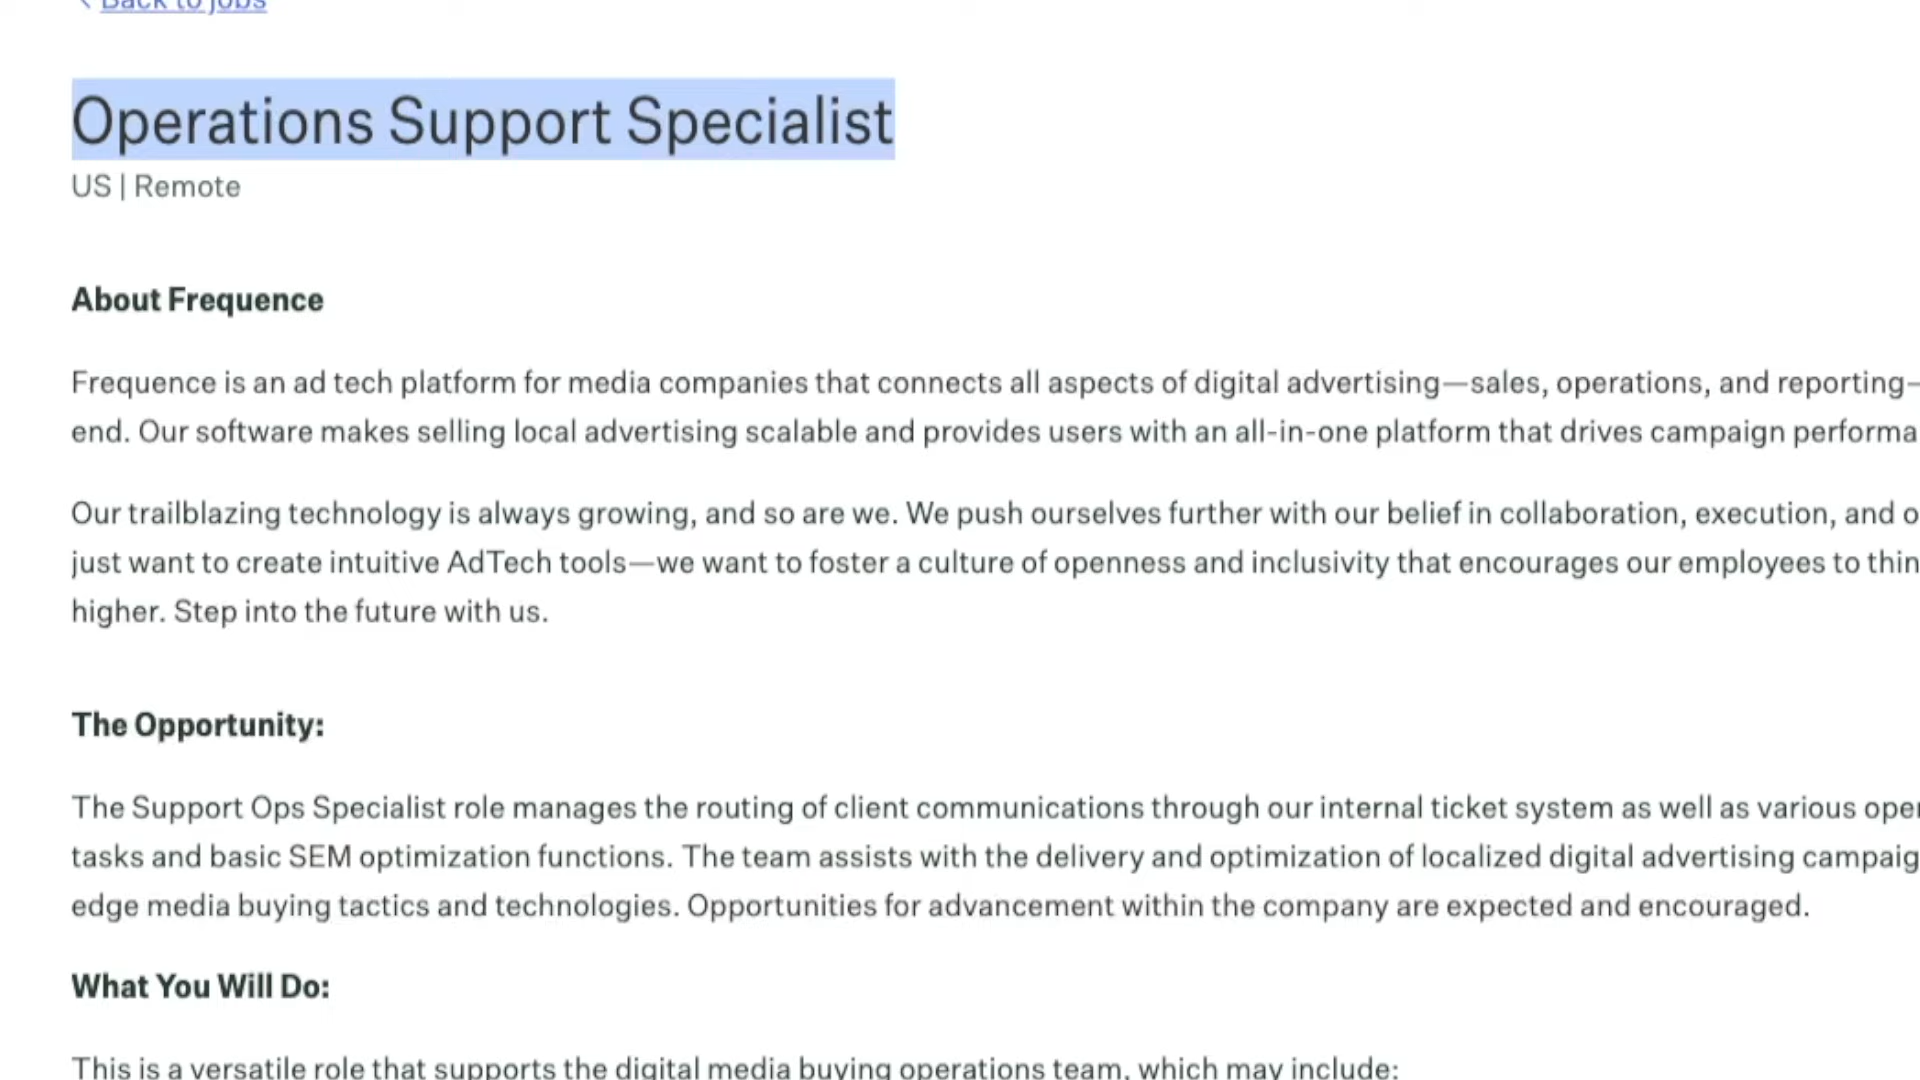 Back to jobs
Operations Support Specialist
US | Remote
About Frequence
Frequence is an ad tech platform for media companies that connects all aspects of digital advertising—sales, operations, and reporting—
end. Our software makes selling local advertising scalable and provides users with an all-in-one platform that drives campaign performa
Our trailblazing technology is always growing, and so are we. We push ourselves further with our belief in collaboration, execution, and o
just want to create intuitive AdTech tools—we want to foster a culture of openness and inclusivity that encourages our employees to thin
higher. Step into the future with us.
The Opportunity:
The Support Ops Specialist role manages the routing of client communications through our internal ticket system as well as various oper
tasks and basic SEM optimization functions. The team assists with the delivery and optimization of localized digital advertising campaig
edge media buying tactics and technologies. Opportunities for advancement within the company are expected and encouraged.
What You Will Do:
This is a versatile role that supports the digital media buying operations team, which may include: